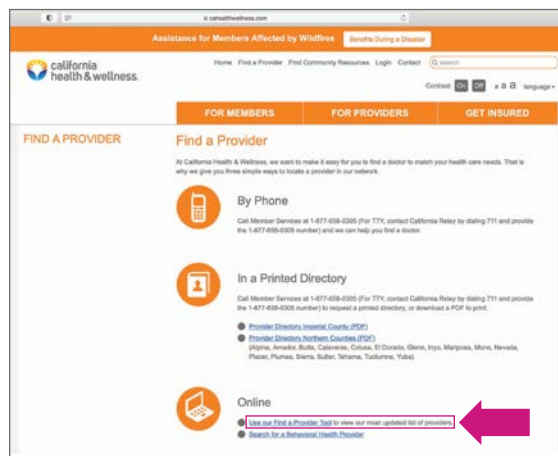 cahealthwellness.com
Assistance for Members Affected by Wildfires Benefits During a Disaster
california
health & wellness.
Home Find a Provider Find Community Resources Login Contact search
Contrast On Off a a a language
FOR MEMBERS FOR PROVIDERS GET INSURED
FIND A PROVIDER
Find a Provider
At California Health & Wellness, we want to make it easy for you to find a doctor to match your health care needs. That is
why we give you three simple ways to locate a provider in our network.
By Phone
Call Member Services at 1-877-658-0305 (For TTY, contact California Relay by dialing 711 and provide
the 1-877-658-0305 number) and we can help you find a doctor.
In a Printed Directory
Call Member Services at 1-877-658-0305 (For TTY, contact California Relay by dialing 711 and provide
the 1-877-658-0305 number) to request a printed directory, or download a PDF to print.
Provider Directory Imperial County (PDF)
Provider Directory Northern Counties (PDF)
(Alpine, Amador, Butte, Calaveras, Colusa, El Dorado, Glenn, Inyo, Mariposa, Mono, Nevada,
Placer, Plumas, Sierra, Sutter, Tehama, Tuolumne, Yuba)
Online
Use our Find a Provider Tool to view our most updated list of providers.
Search for a Behavioral Health Provider